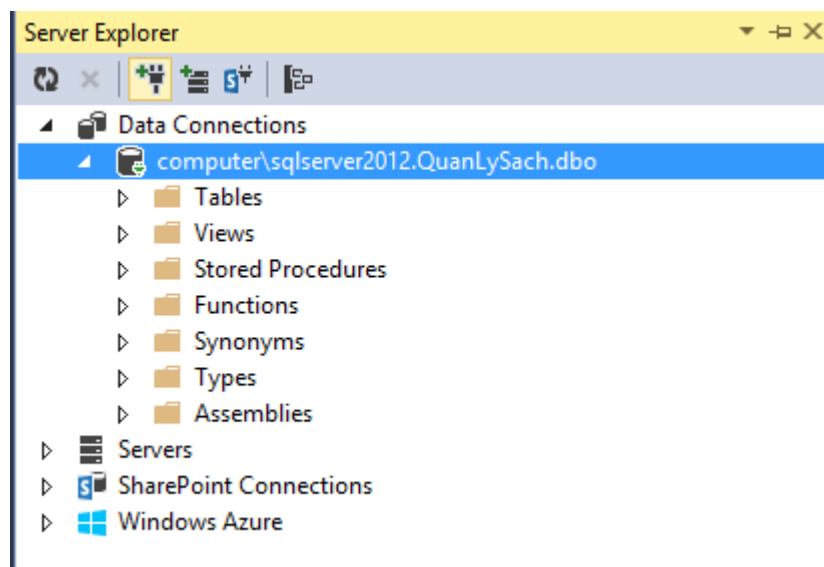 Server Explorer
Data Connections
computer\sqlserver2012.QuanLySach.dbo
Tables
Views
Stored Procedures
Functions
Synonyms
Types
Assemblies
Servers
SharePoint Connections
Windows Azure